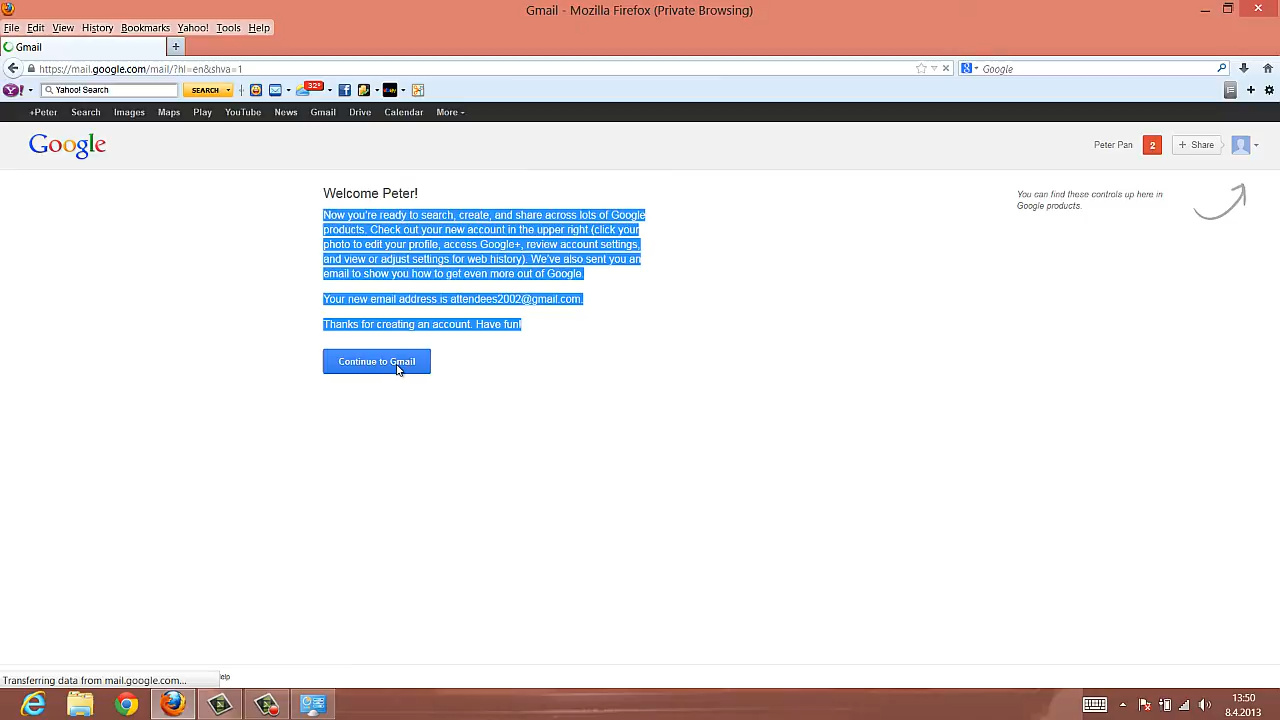 Gmail - Mozilla Firefox (Private Browsing)
File Edit View History Bookmarks Yahoo! Tools Help
Gmail
https://mail.google.com/mail/?hl=en&shva=1
Google
Yahoo! Search
SEARCH
32°
+Peter Search Images Maps Play YouTube News Gmail Drive Calendar More
Google
Peter Pan 2 + Share
Welcome Peter!
You can find these controls up here in
Google products.
Now you're ready to search, create, and share across lots of Google
products. Check out your new account in the upper right (click your
photo to edit your profile, access Google+, review account settings,
and view or adjust settings for web history). We've also sent you an
email to show you how to get even more out of Google.
Your new email address is attendees2002@gmail.com.
Thanks for creating an account. Have fun!
Continue to Gmail
Transferring data from mail.google.com...
elp
13:50
8.4.2013